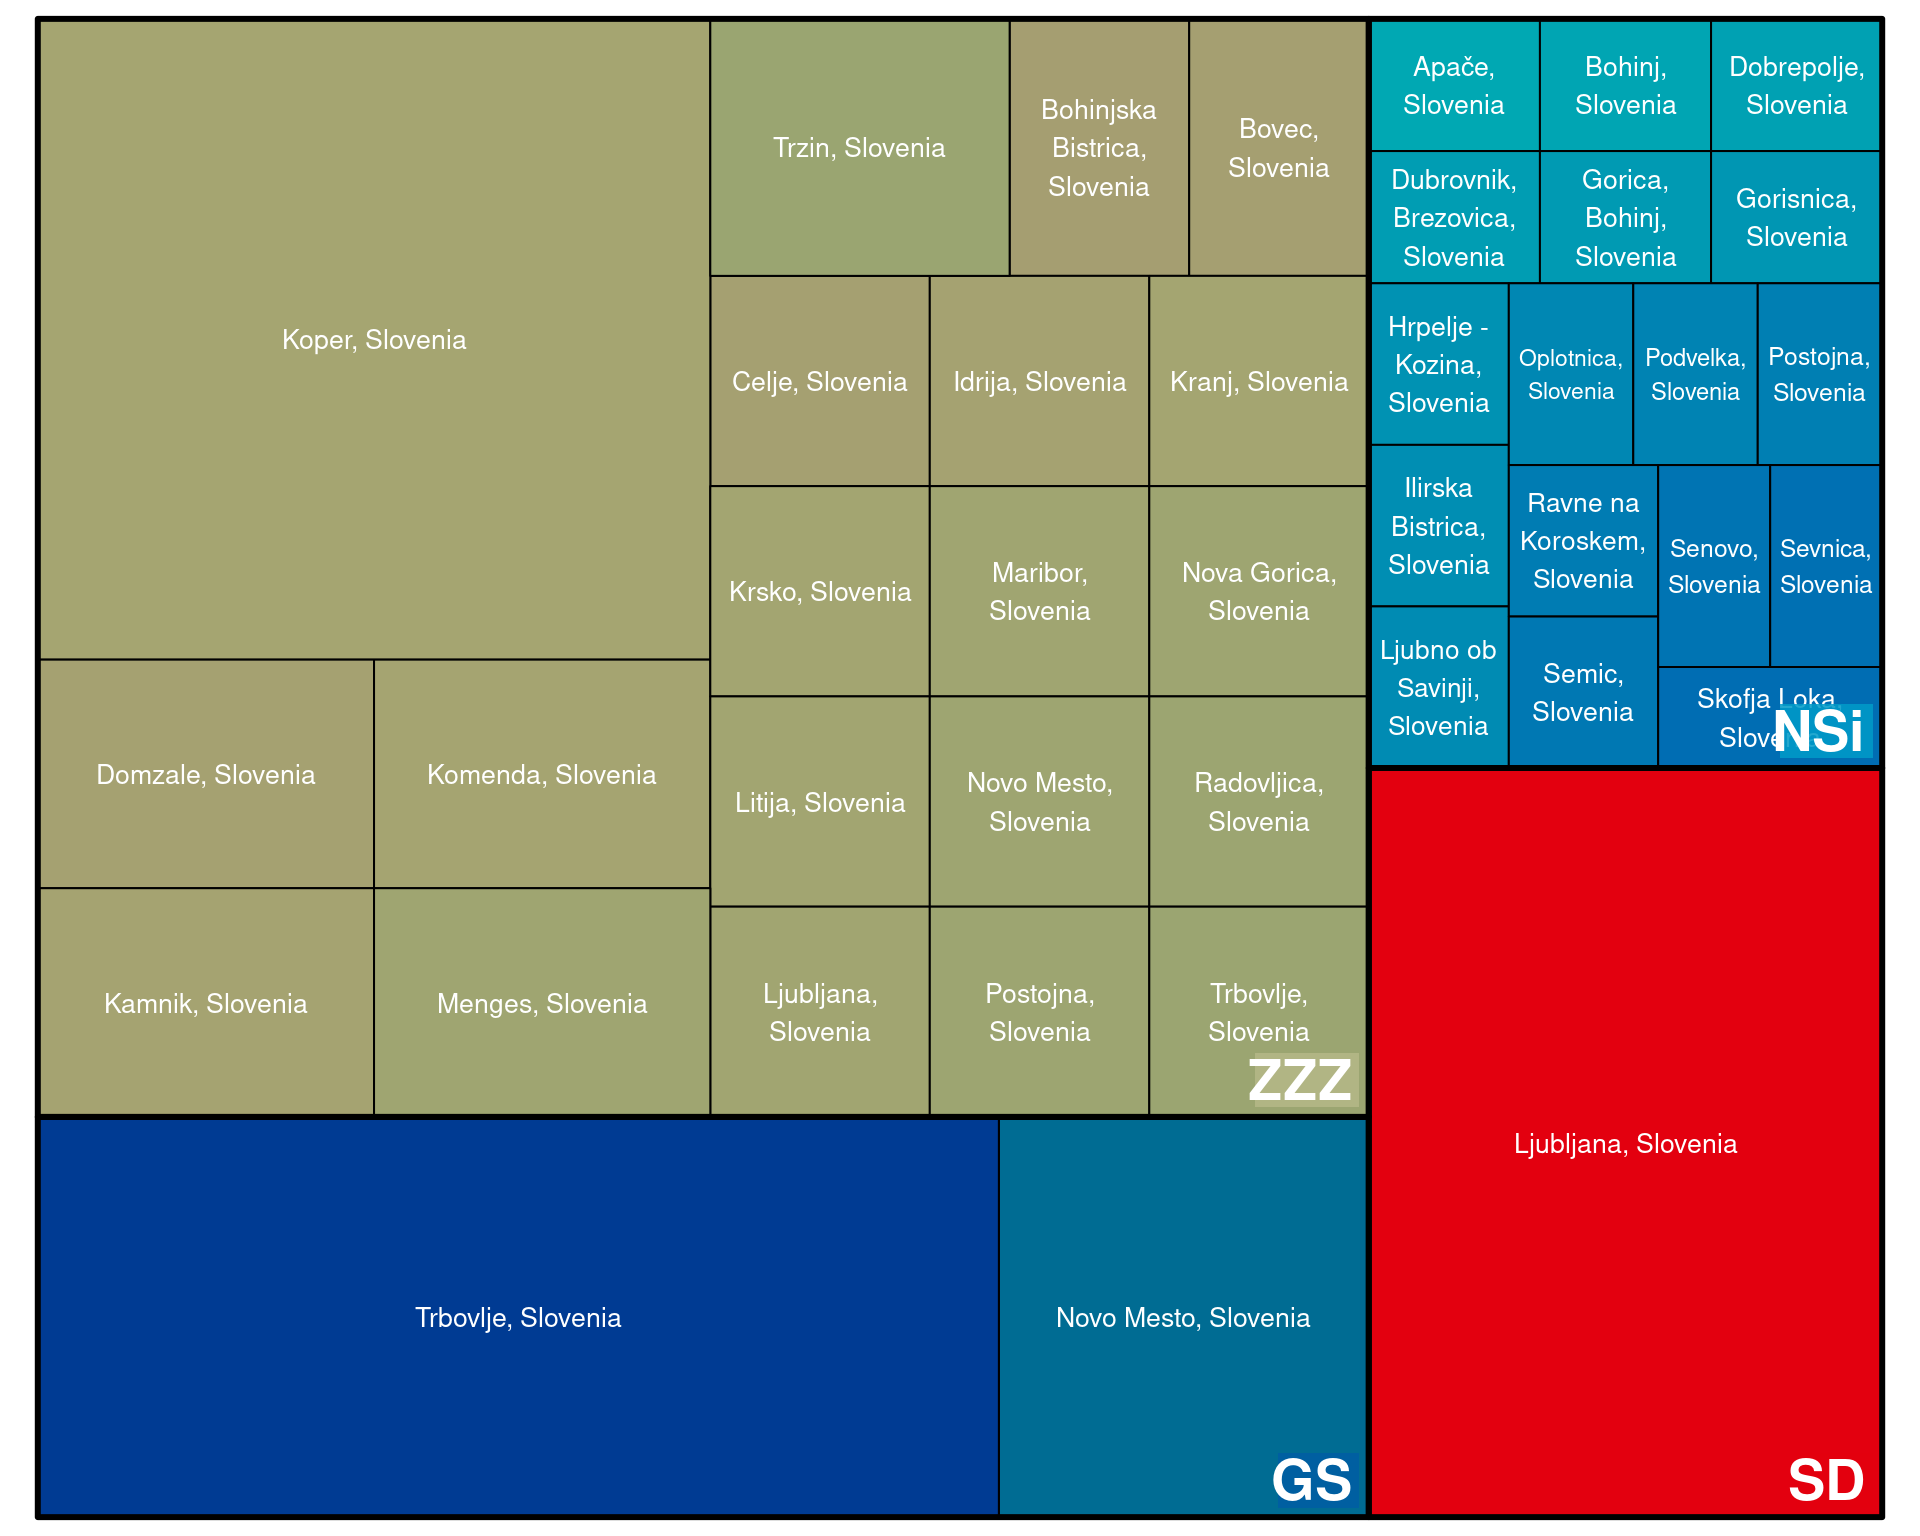 Koper, Slovenia
Domzale, Slovenia
Komenda, Slovenia
Kamnik, Slovenia
Menges, Slovenia
Trzin, Slovenia
Bohinjska
Bistrica,
Slovenia
Bovec,
Slovenia
Celje, Slovenia
Idrija, Slovenia
Kranj, Slovenia
Krsko, Slovenia
Maribor,
Slovenia
Nova Gorica,
Slovenia
Litija, Slovenia
Novo Mesto,
Slovenia
Radovljica,
Slovenia
Ljubljana,
Slovenia
Postojna,
Slovenia
Trbovlje,
Slovenia
ZZZ
Trbovlje, Slovenia
Novo Mesto, Slovenia
GS
Apače,
Slovenia
Bohinj,
Slovenia
Dobrepolje,
Slovenia
Dubrovnik,
Brezovica,
Slovenia
Gorica,
Bohinj,
Slovenia
Gorisnica,
Slovenia
Hrpelje -
Kozina,
Slovenia
Ilirska
Bistrica,
Slovenia
Ljubno ob
Savinji,
Slovenia
Oplotnica,
Slovenia
Podvelka,
Slovenia
Postojna,
Slovenia
Ravne na
Koroskem,
Slovenia
Semic,
Slovenia
Senovo,
Slovenia
Sevnica,
Slovenia
Skofja Loka,
Slovenia
NSi
Ljubljana, Slovenia
SD